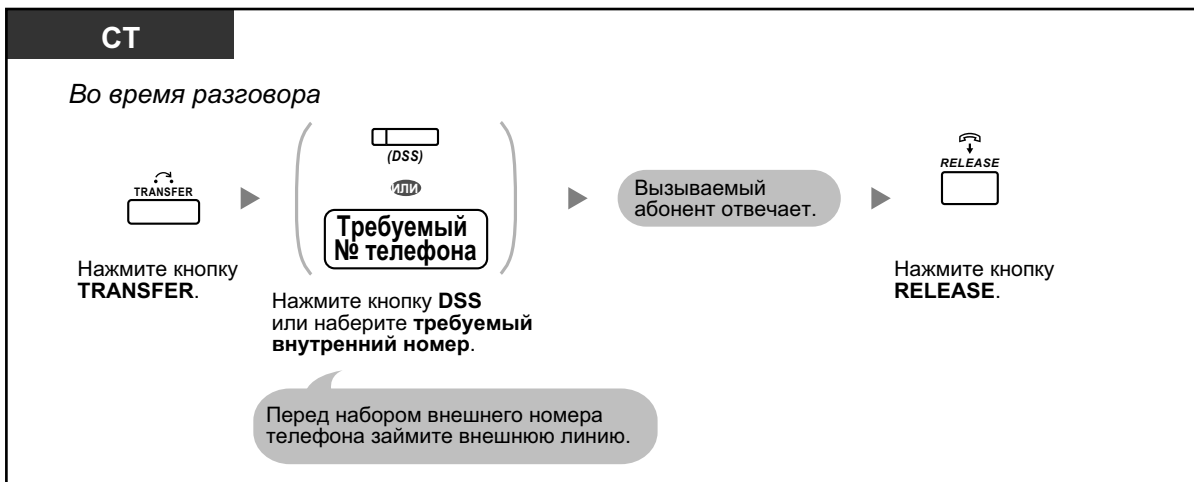 СТ
Во время разговора
TRANSFER
Нажмите кнопку
TRANSFER.
(DSS)
или
Требуемый
№ телефона
Нажмите кнопку DSS
или наберите требуемый
внутренний номер.
Перед набором внешнего номера
телефона займите внешнюю линию.
Вызываемый
абонент отвечает.
RELEASE
Нажмите кнопку
RELEASE.